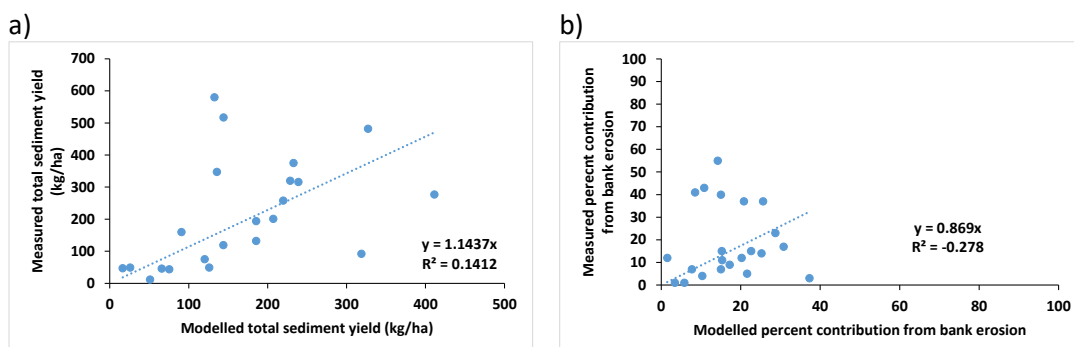 a)
700
600
500
400
300
200
100
0
0 100 200 300 400 500
Measured total sediment yield
(kg/ha)
Modelled total sediment yield (kg/ha)
y = 1.1437x
R² = 0.1412
b)
100
90
80
70
60
50
40
30
20
10
0
0 20 40 60 80 100
Measured perecnt contribution
from bank erosion
Modelled percent contribution from bank erosion
y = 0.869x
R² = -0.278